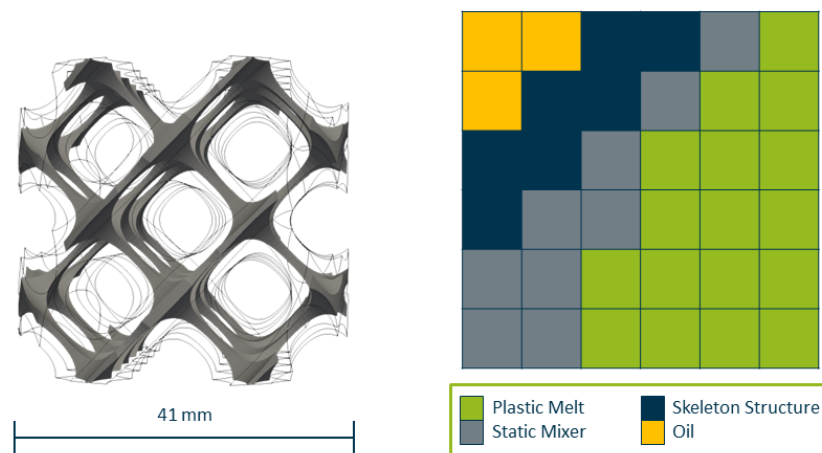 41 mm
Plastic Melt
Skeleton Structure
Static Mixer
Oil